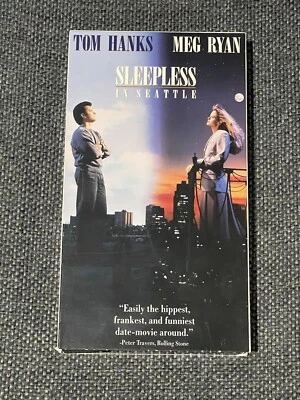 TOM HANKS MEG RYAN
SLEEPLESS
IN SEATTLE
"Easily the hippest,
frankest, and funniest
date-movie around."
-Peter Travers, Rolling Stone